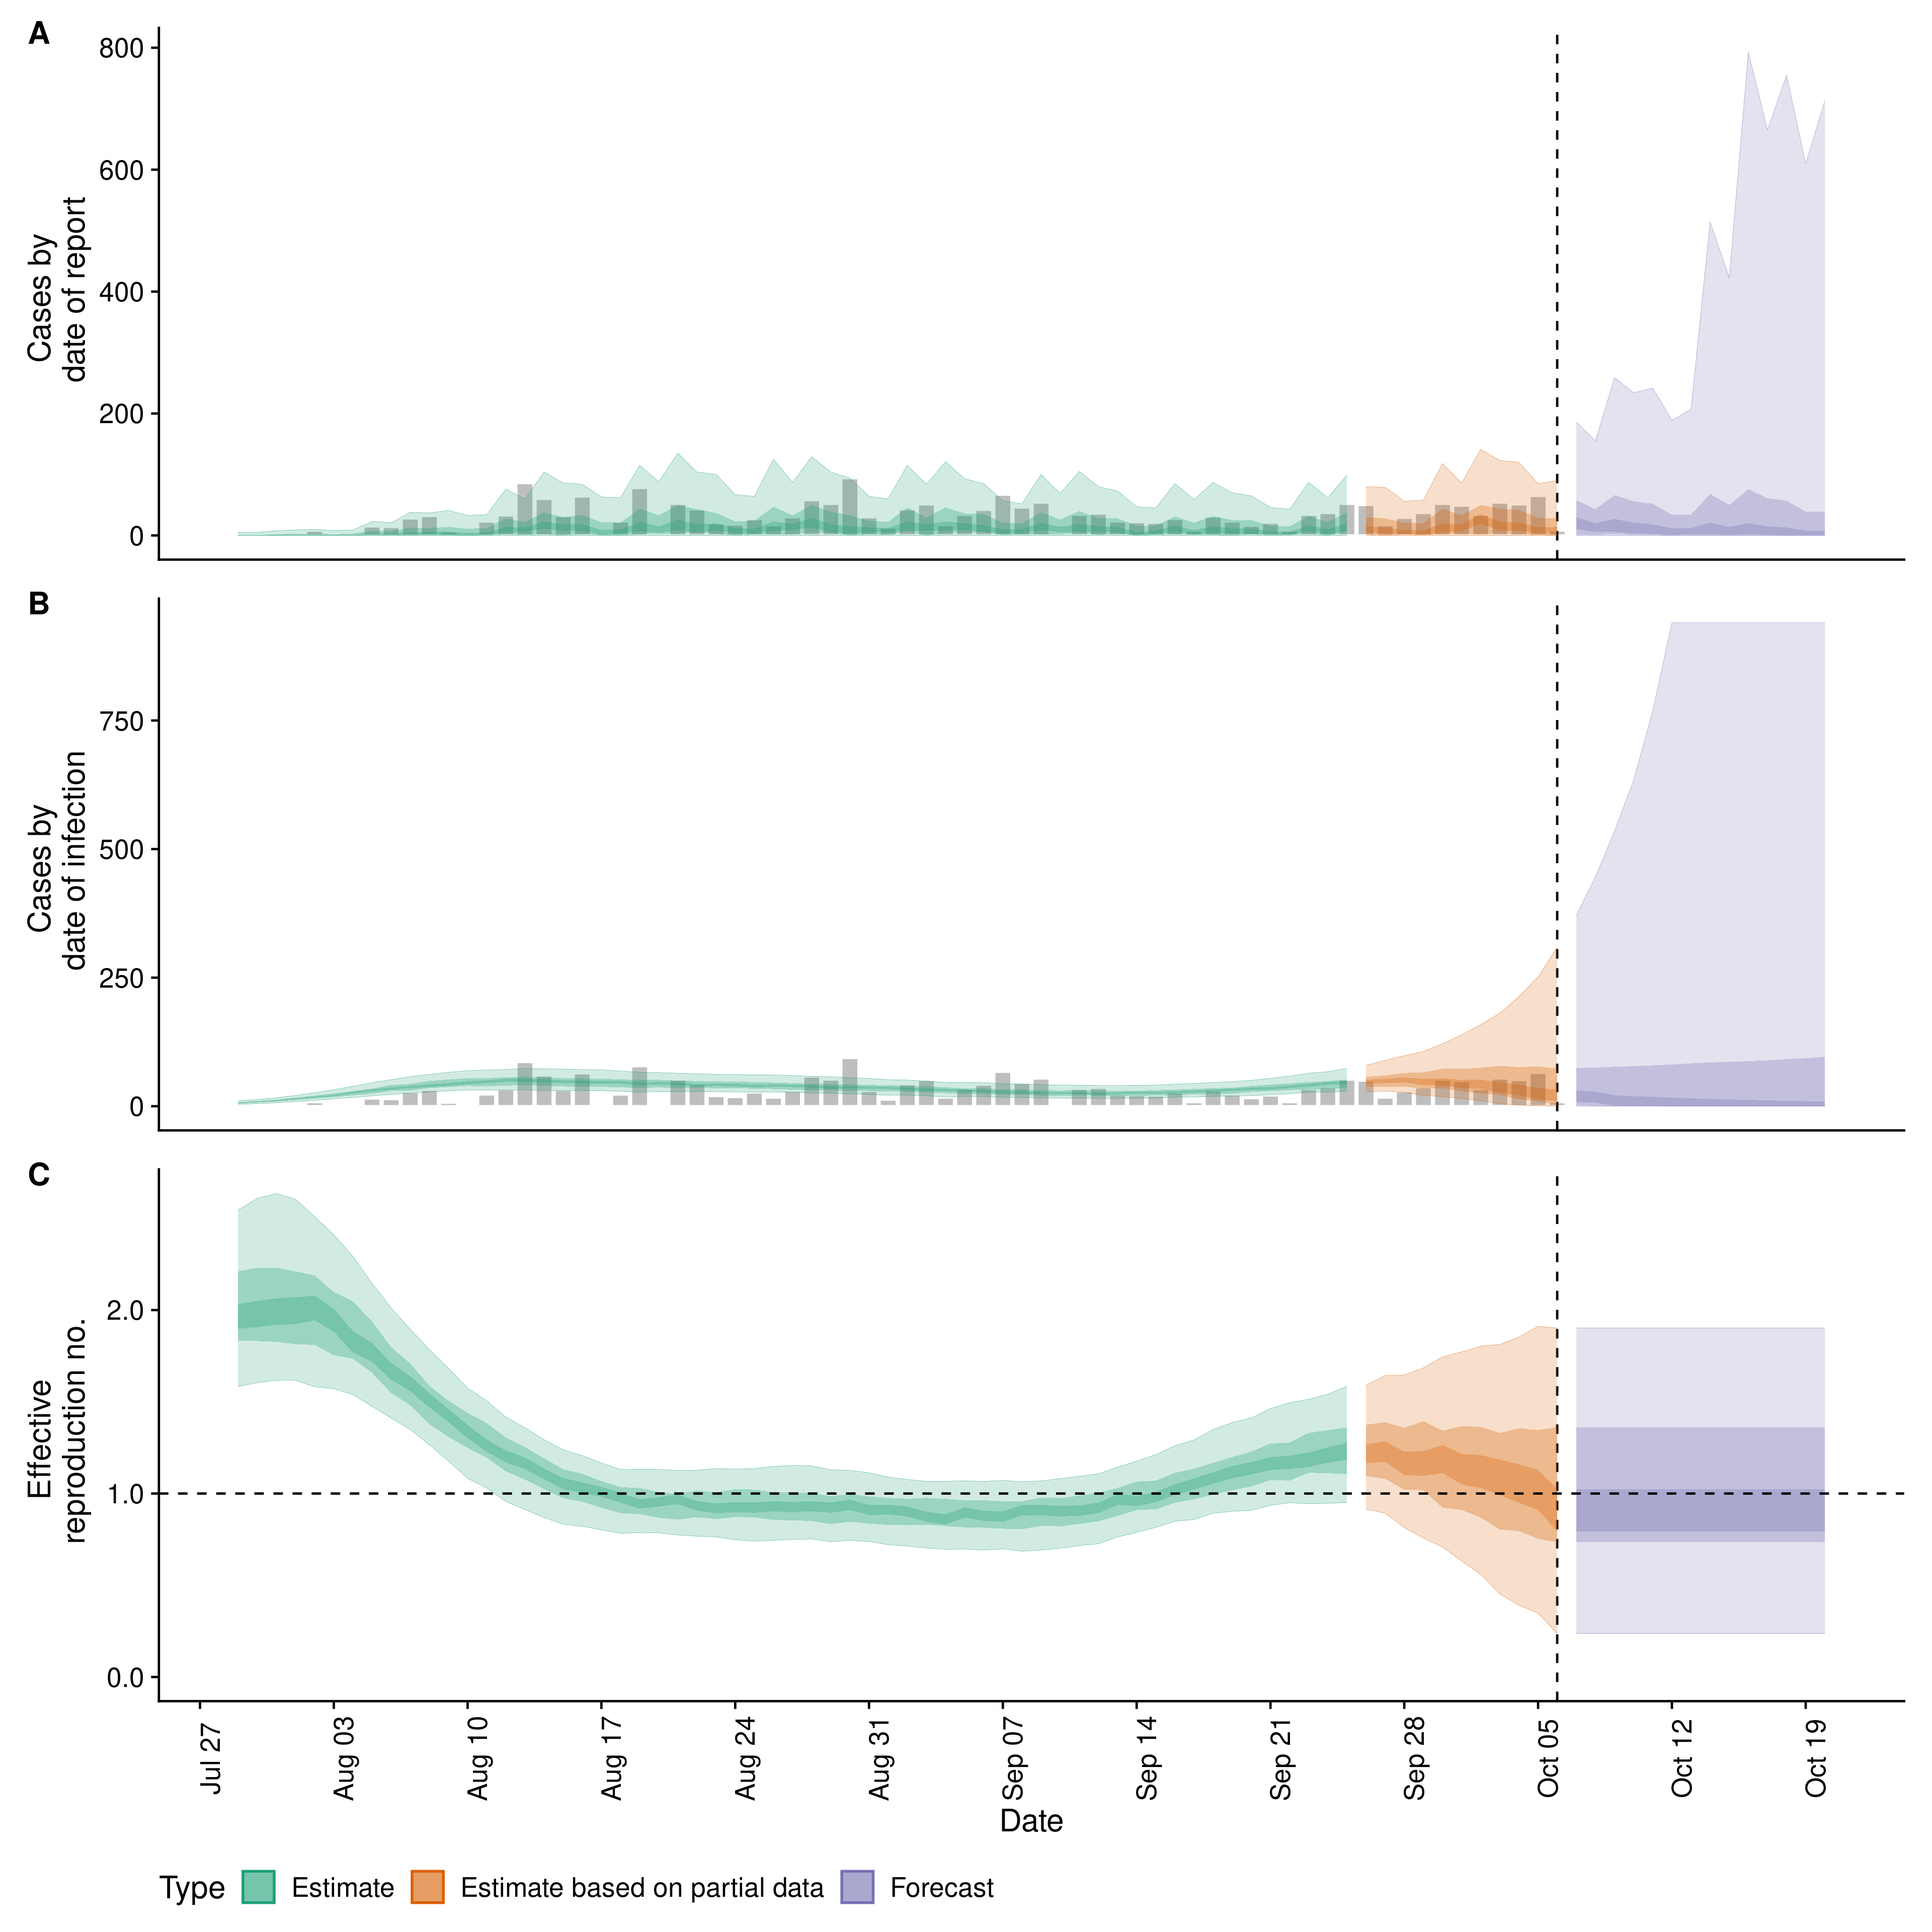 A
800
600
400
200
0
Cases by
date of report
B
750
500
250
0
Cases by
date of infection
C
2.0
1.0
1.0
0.0
Effective
reproduction no.
Jul 27
Aug 03
Aug 10
Aug 17
Aug 24
Aug 31
Sep 07
Sep 14
Sep 21
Sep 28
Oct 05
Oct 12
Oct 19
Date
Type
Estimate
Estimate based on partial data
Forecast